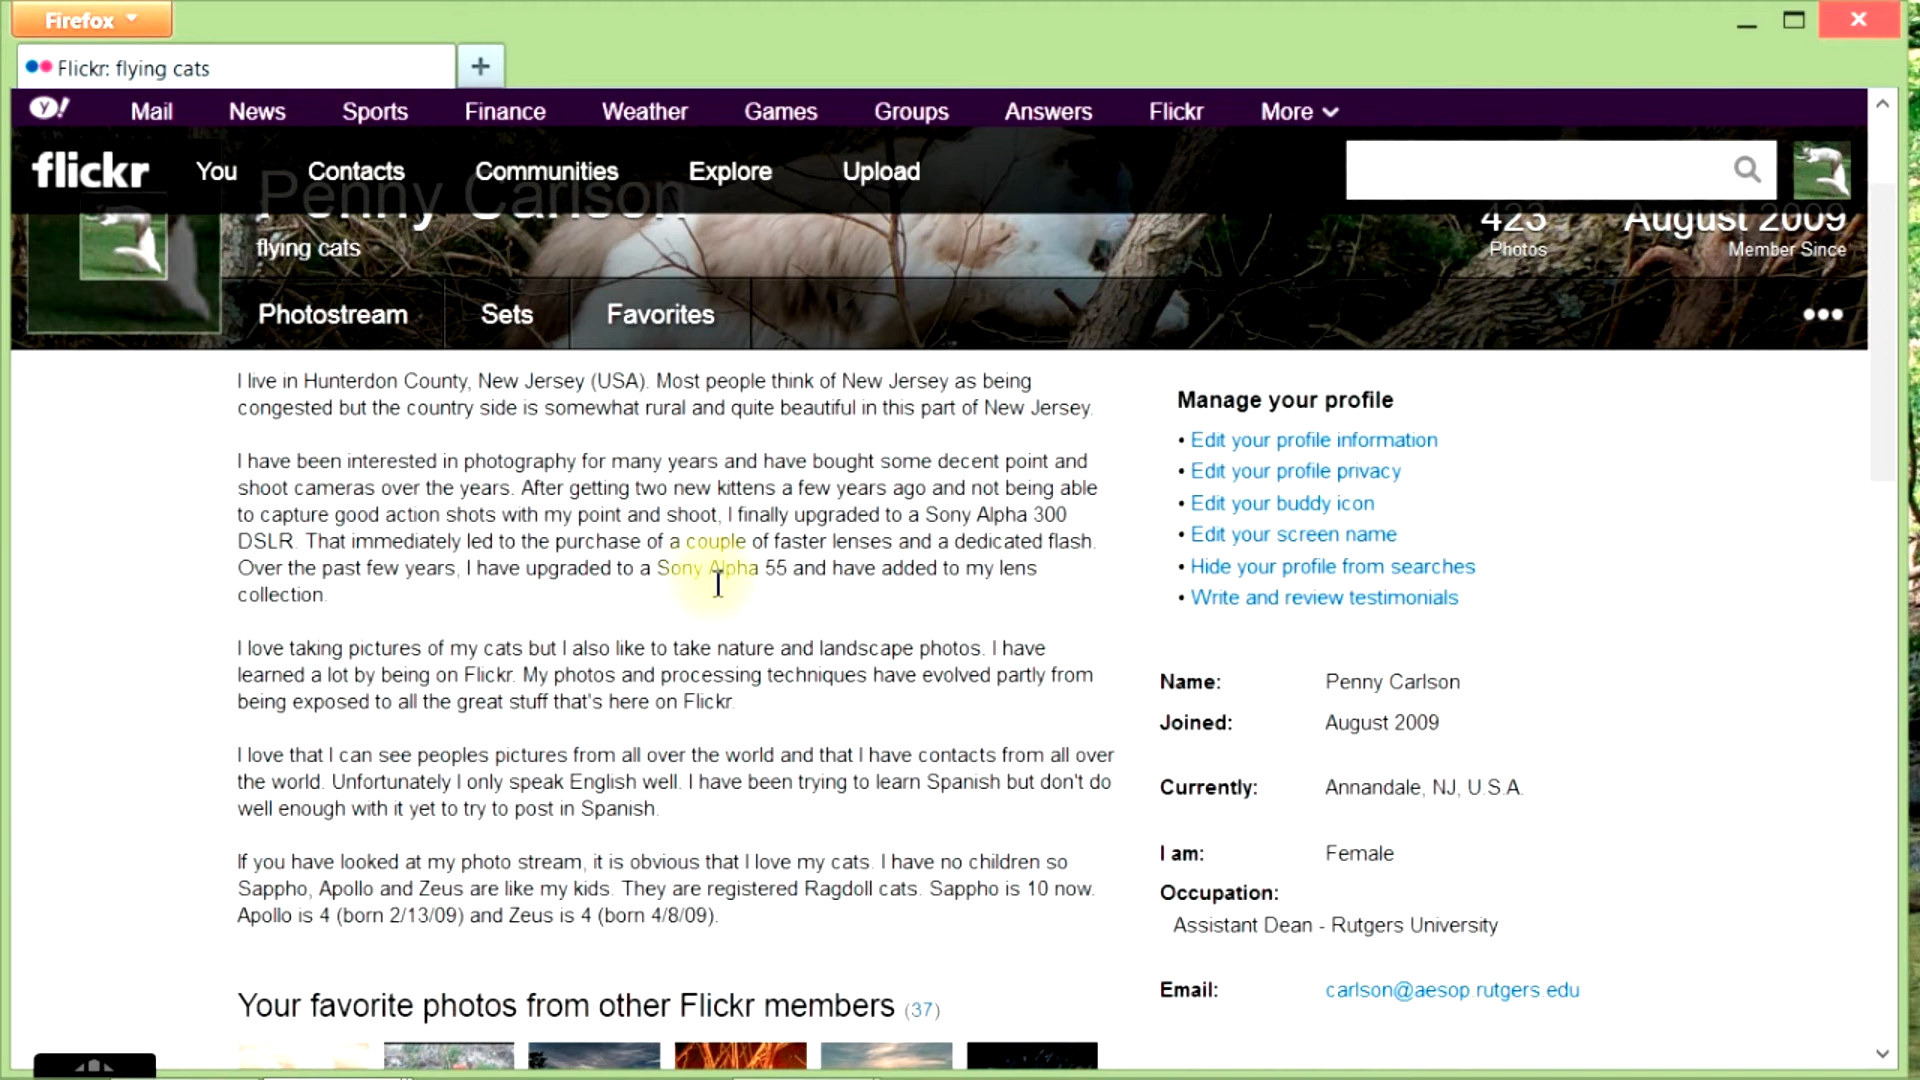 Firefox
Flickr: flying cats
+
Y! Mail News Sports Finance Weather Games Groups Answers Flickr More
flickr You Contacts Communities Explore Upload
Penny Carlson
423 August 2009
flying cats
Photos Member Since
Photostream Sets Favorites
I live in Hunterdon County, New Jersey (USA). Most people think of New Jersey as being
congested but the country side is somewhat rural and quite beautiful in this part of New Jersey.
I have been interested in photography for many years and have bought some decent point and
shoot cameras over the years. After getting two new kittens a few years ago and not being able
to capture good action shots with my point and shoot, I finally upgraded to a Sony Alpha 300
DSLR. That immediately led to the purchase of a couple of faster lenses and a dedicated flash.
Over the past few years, I have upgraded to a Sony Alpha 55 and have added to my lens
collection.
I love taking pictures of my cats but I also like to take nature and landscape photos. I have
learned a lot by being on Flickr. My photos and processing techniques have evolved partly from
being exposed to all the great stuff that's here on Flickr.
I love that I can see peoples pictures from all over the world and that I have contacts from all over
the world. Unfortunately I only speak English well. I have been trying to learn Spanish but don't do
well enough with it yet to try to post in Spanish.
If you have looked at my photo stream, it is obvious that I love my cats. I have no children so
Sappho, Apollo and Zeus are like my kids. They are registered Ragdoll cats. Sappho is 10 now.
Apollo is 4 (born 2/13/09) and Zeus is 4 (born 4/8/09).
Your favorite photos from other Flickr members (37)
Manage your profile
• Edit your profile information
• Edit your profile privacy
• Edit your buddy icon
• Edit your screen name
• Hide your profile from searches
• Write and review testimonials
Name: Penny Carlson
Joined: August 2009
Currently: Annandale, NJ, U.S.A.
I am: Female
Occupation:
Assistant Dean - Rutgers University
Email: carlson@aesop.rutgers.edu